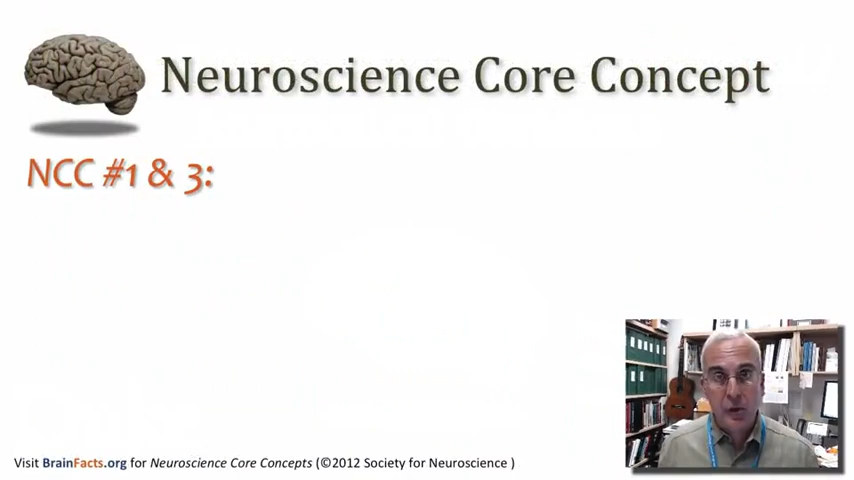 Neuroscience Core Concept
NCC #1 & 3:
Visit BrainFacts.org for Neuroscience Core Concepts (©2012 Society for Neuroscience )